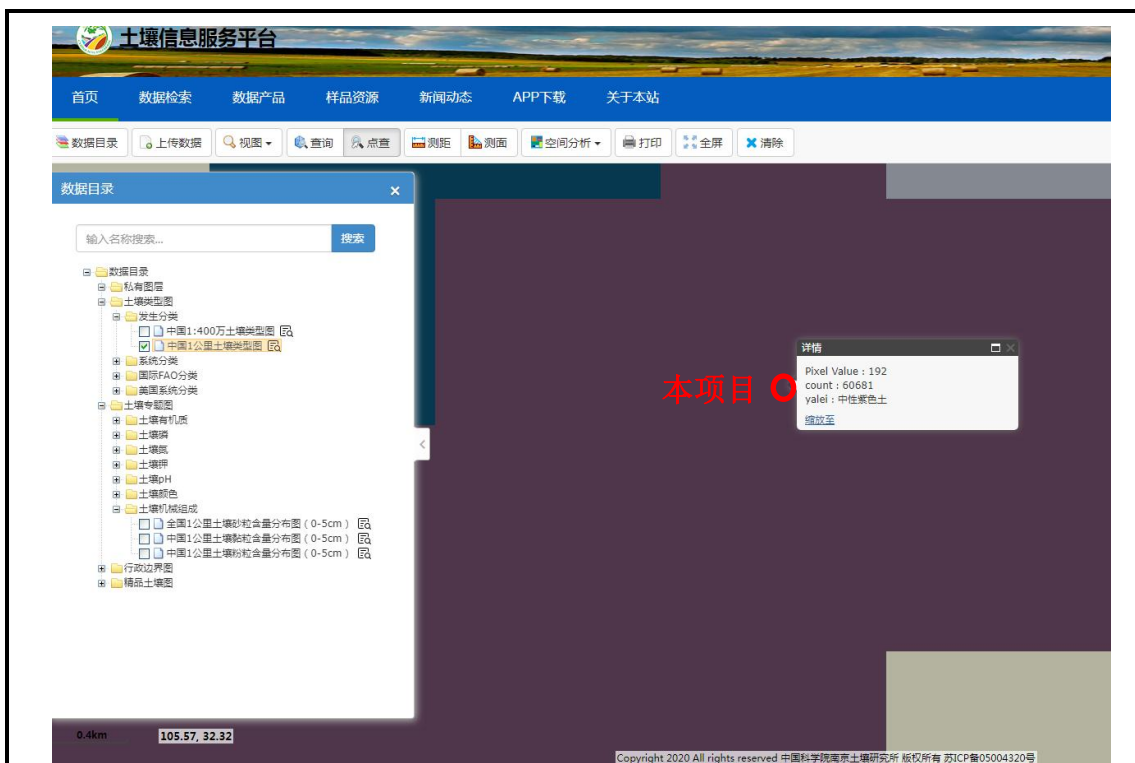 土壤信息服务平台
首页 数据检索 数据产品 样品资源 新闻动态 APP下载 关于本站
数据目录 上传数据 视图 查询 点查 测距 测面 空间分析 打印 全屏 清除
数据目录 ×
输入名称搜索... 搜索
数据目录
私有图层
土壤类型图
发生分类
中国1:400万土壤类型图
中国1公里土壤类型图
系统分类
国际FAO分类
美国系统分类
土壤专题图
土壤有机质
土壤磷
土壤氮
土壤钾
土壤pH
土壤颜色
土壤机械组成
全国1公里土壤砂粒含量分布图（0-5cm）
中国1公里土壤黏粒含量分布图（0-5cm）
中国1公里土壤粉粒含量分布图（0-5cm）
行政边界图
精品土壤图
本项目
详情
Pixel Value : 192
count : 60681
yalei : 中性紫色土
缩放至
0.4km
105.57, 32.32
Copyright 2020 All rights reserved 中国科学院南京土壤研究所 版权所有 苏ICP备05004320号